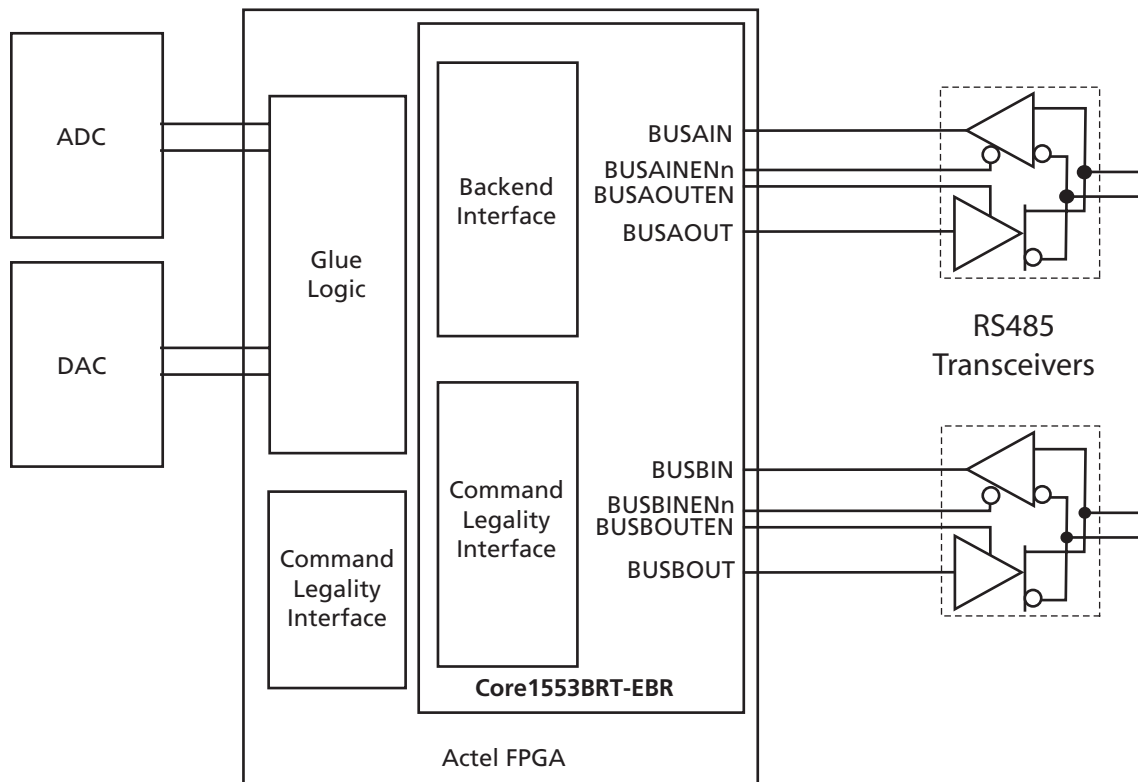 ADC
DAC
Glue
Logic
Command
Legality
Interface
Backend
Interface
Command
Legality
Interface
BUSAIN
BUSAINENn
BUSAOUTEN
BUSAOUT
BUSBIN
BUSBINENn
BUSBOUTEN
BUSBOUT
Core1553BRT-EBR
Actel FPGA
RS485
Transceivers